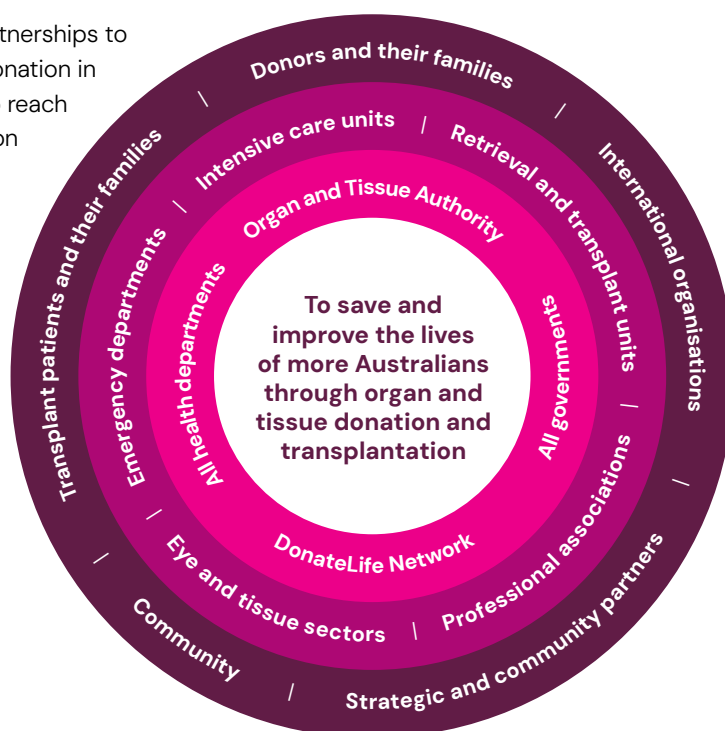 tnerships to
onation in
reach
on
Donors and their families
|
International organisations
|
Strategic and community partners
|
Community
|
Transplant patients and their families
|
Intensive care units
|
Retrieval and transplant units
|
Professional associations
|
Eye and tissue sectors
|
Emergency departments
|
Organ and Tissue Authority
All governments
DonateLife Network
All health departments
To save and
improve the lives
of more Australians
through organ and
tissue donation and
transplantation